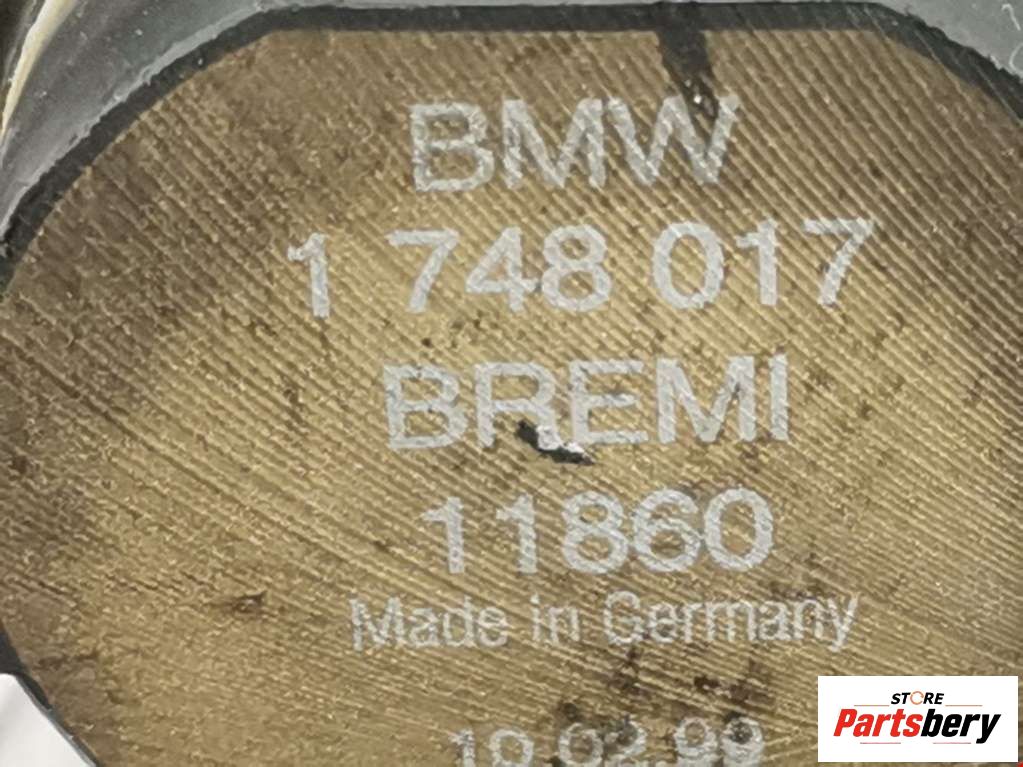 BMW
1 748 017
BREMI
11860
Made in Germany
STORE
Partsbery